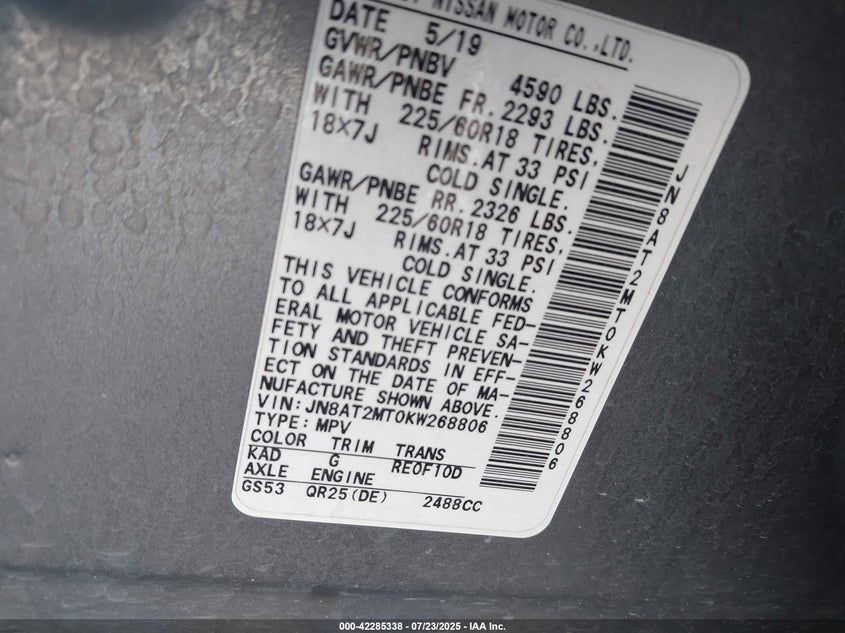 NISSAN MOTOR CO.,LTD.
DATE 5/19
GVWR/PNBV 4590 LBS.
GAWR/PNBE FR. 2293 LBS.
WITH 225/60R18 TIRES,
18X7J RIMS.AT 33 PSI
COLD SINGLE.
GAWR/PNBE RR. 2326 LBS.
WITH 225/60R18 TIRES,
18X7J RIMS.AT 33 PSI
COLD SINGLE.
THIS VEHICLE CONFORMS
TO ALL APPLICABLE FED-
ERAL MOTOR VEHICLE SA-
FETY AND THEFT PREVEN-
TION STANDARDS IN EFF-
ECT ON THE DATE OF MA-
NUFACTURE SHOWN ABOVE.
VIN:JN8AT2MT0KW268806
TYPE:MPV
COLOR TRIM TRANS
KAD G RE0F10D
AXLE ENGINE
GS53 QR25(DE) 2488CC
JN8AT2MT0KW268806
000-42285338 - 07/23/2025 - IAA Inc.